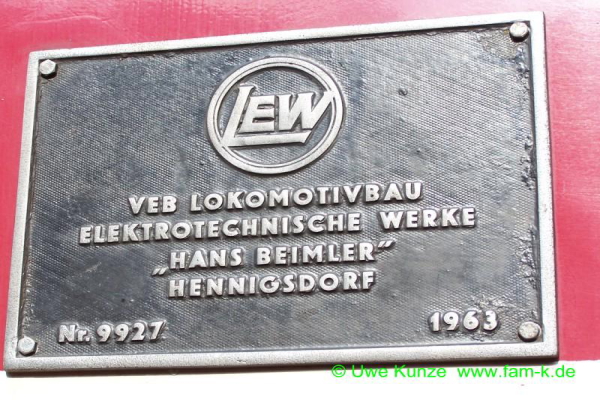 LEW
VEB LOKOMOTIVBAU
ELEKTROTECHNISCHE WERKE
„HANS BEIMLER"
HENNIGSDORF
Nr. 9927 1963
© Uwe Kunze www.fam-k.de